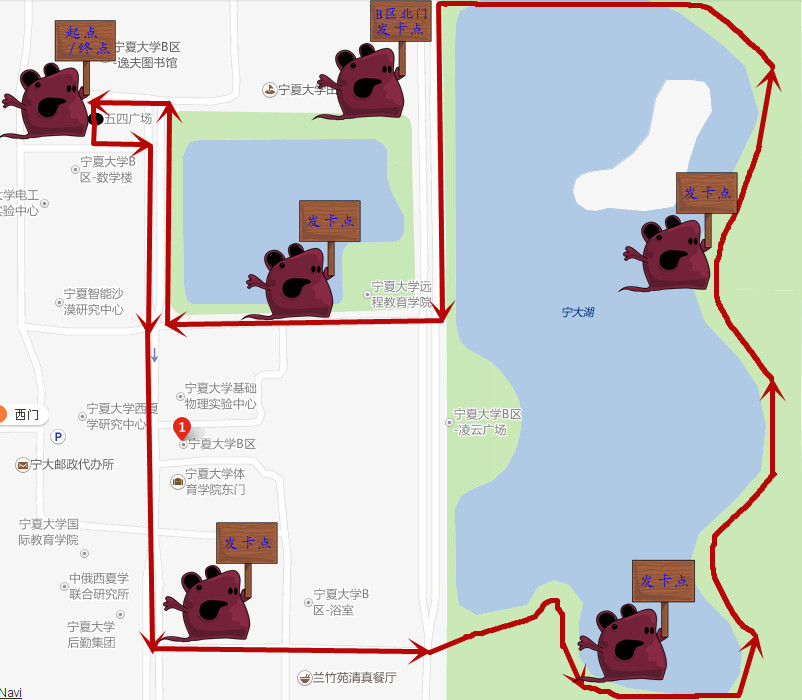 起点
/终点
宁夏大学B区
-逸夫图书馆
B区北门
发卡点
宁夏大学
五四广场
宁夏大学B
区-数学楼
大学电工
实验中心
发卡点
发卡点
宁夏大学远
程教育学院
宁夏智能沙
漠研究中心
宁大湖
宁夏大学基础
物理实验中心
西门
宁夏大学西夏
学研究中心
宁夏大学B区
-凌云广场
P
1
宁夏大学B区
宁大邮政代办所
宁夏大学体
育学院东门
宁夏大学国
际教育学院
发卡点
发卡点
中俄西夏学
联合研究所
宁夏大学B
区-浴室
宁夏大学
后勤集团
兰竹苑清真餐厅
Navi